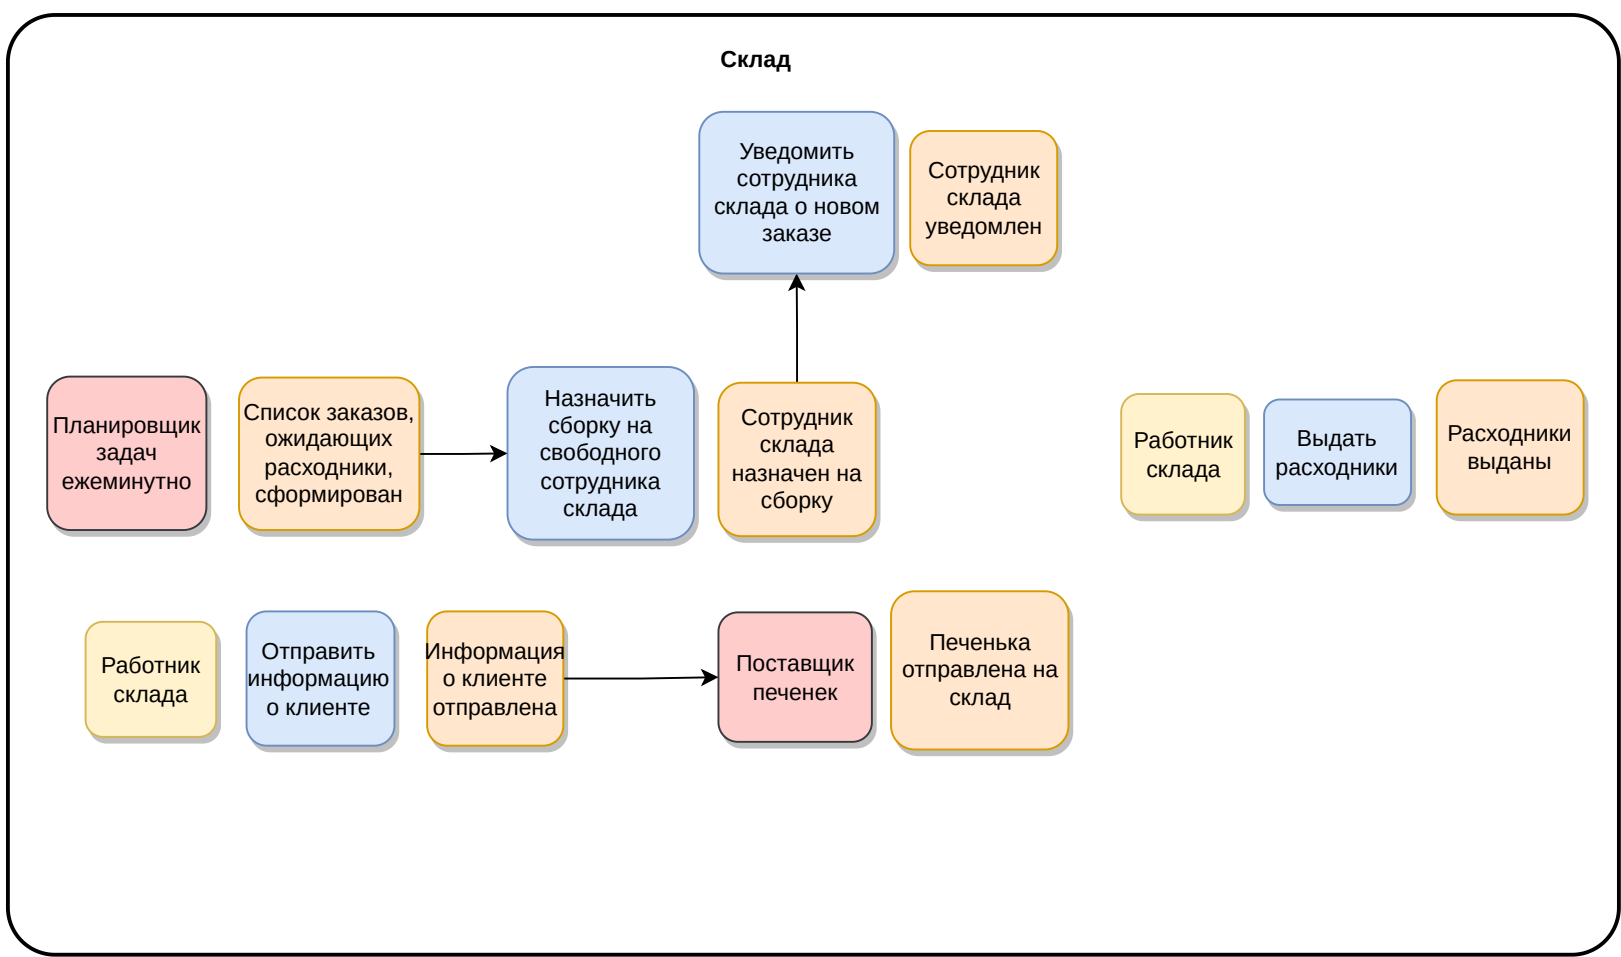 Склад
Уведомить
сотрудника
склада о новом
заказе
Сотрудник
склада
уведомлен
Планировщик
задач
ежеминутно
Список заказов,
ожидающих
расходники,
сформирован
Назначить
сборку на
свободного
сотрудника
склада
Сотрудник
склада
назначен на
сборку
Работник
склада
Выдать
расходники
Расходники
выданы
Работник
склада
Отправить
информацию
о клиенте
Информация
о клиенте
отправлена
Поставщик
печенек
Печенька
отправлена на
склад